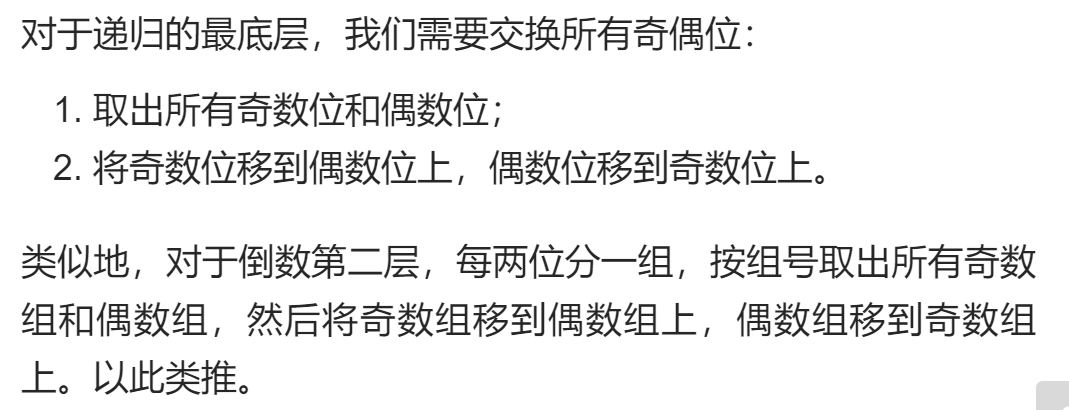 对于递归的最底层，我们需要交换所有奇偶位：
1. 取出所有奇数位和偶数位；
2. 将奇数位移到偶数位上，偶数位移到奇数位上。
类似地，对于倒数第二层，每两位分一组，按组号取出所有奇数
组和偶数组，然后将奇数组移到偶数组上，偶数组移到奇数组
上。以此类推。